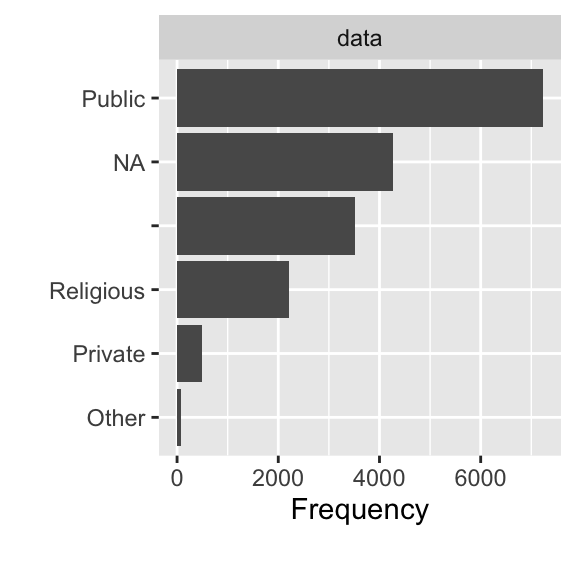 data
Public
NA
Religious
Private
Other
0 2000 4000 6000
Frequency